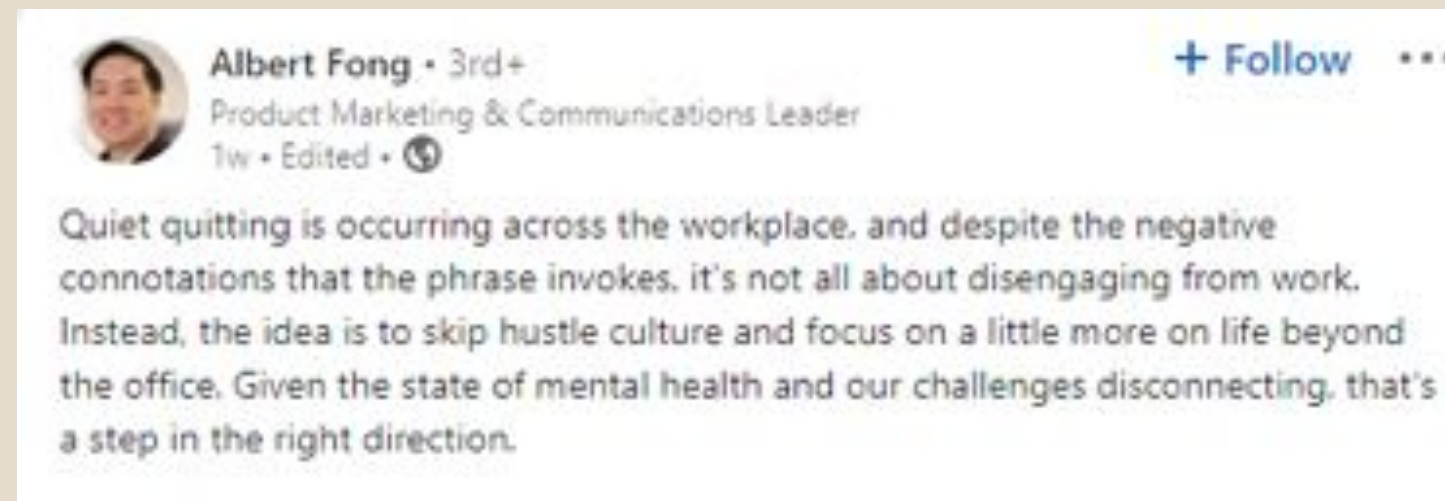 Albert Fong • 3rd+
+ Follow ...
Product Marketing & Communications Leader
1w • Edited •
Quiet quitting is occurring across the workplace, and despite the negative
connotations that the phrase invokes, it's not all about disengaging from work.
Instead, the idea is to skip hustle culture and focus on a little more on life beyond
the office. Given the state of mental health and our challenges disconnecting, that's
a step in the right direction.